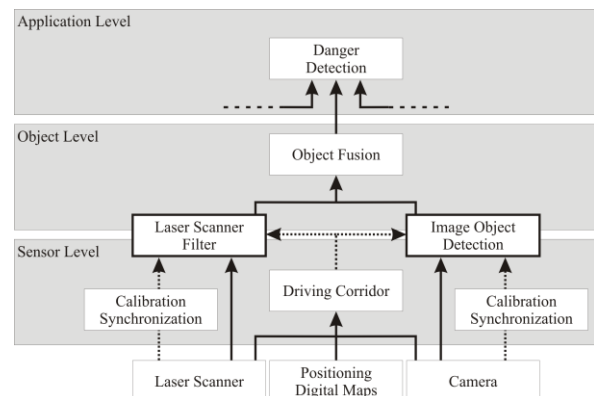 Application Level
Danger
Detection
Object Level
Object Fusion
Laser Scanner
Filter
Image Object
Detection
Sensor Level
Calibration
Synchronization
Driving Corridor
Calibration
Synchronization
Laser Scanner
Positioning
Digital Maps
Camera